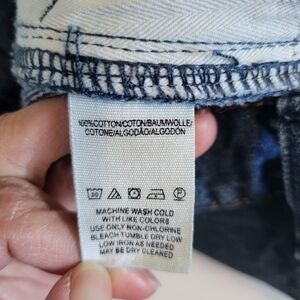 100%COTTON/COTON/BAUMWOLLE/
COTONE/ALGODÃO/ALGODÓN
MACHINE WASH COLD
WITH LIKE COLORS
USE ONLY NON-CHLORINE
BLEACH TUMBLE DRY LOW
LOW IRON AS NEEDED
MAY BE DRY CLEANED